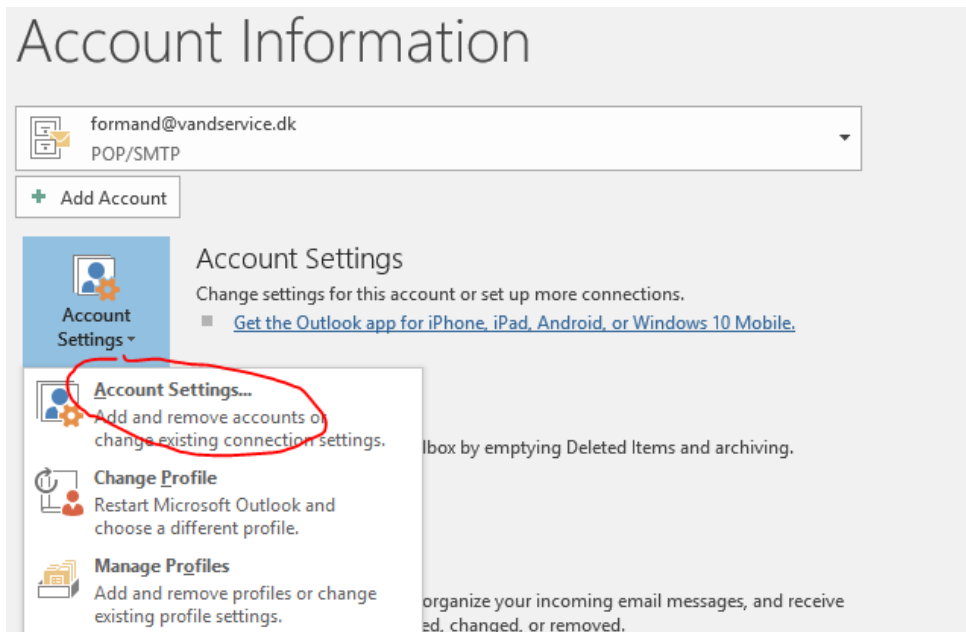 Account Information
formand@vandservice.dk
POP/SMTP
Add Account
Account
Settings
Account Settings
Change settings for this account or set up more connections.
Get the Outlook app for iPhone, iPad, Android, or Windows 10 Mobile.
Account Settings...
Add and remove accounts or
change existing connection settings.
lbox by emptying Deleted Items and archiving.
Change Profile
Restart Microsoft Outlook and
choose a different profile.
Manage Profiles
Add and remove profiles or change
existing profile settings.
organize your incoming email messages, and receive
ed, changed, or removed.